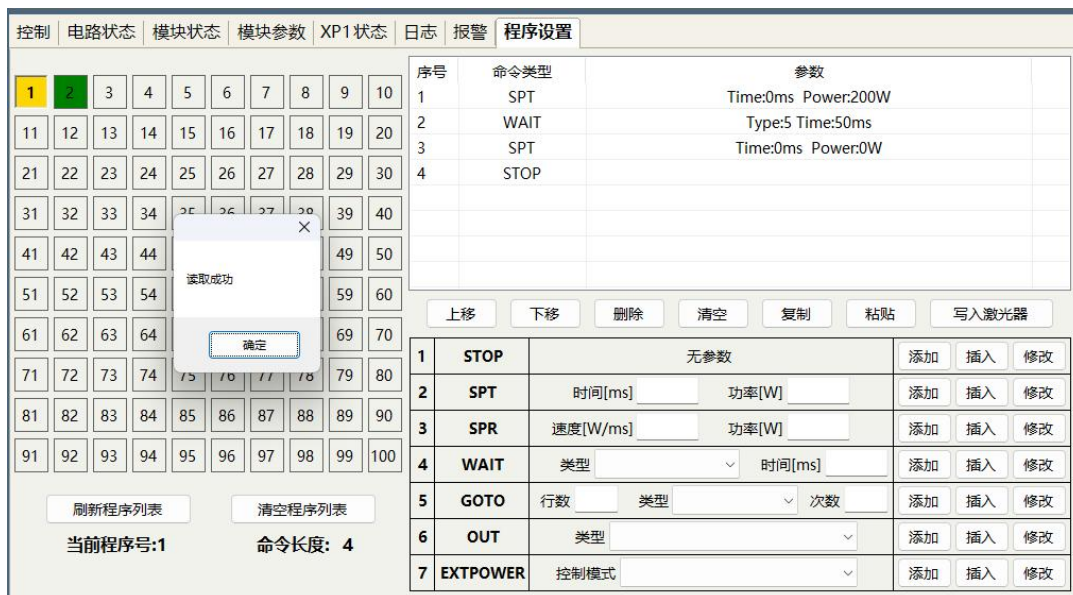 控制 电路状态 模块状态 模块参数 XP1状态 日志 报警 程序设置
1 2 3 4 5 6 7 8 9 10
11 12 13 14 15 16 17 18 19 20
21 22 23 24 25 26 27 28 29 30
31 32 33 34 35 36 37 38 39 40
41 42 43 44 49 50
51 52 53 54 59 60
61 62 63 64 69 70
71 72 73 74 75 76 77 78 79 80
81 82 83 84 85 86 87 88 89 90
91 92 93 94 95 96 97 98 99 100
读取成功
确定
刷新程序列表 清空程序列表
当前程序号:1 命令长度: 4
序号 命令类型 参数
1 SPT Time:0ms Power:200W
2 WAIT Type:5 Time:50ms
3 SPT Time:0ms Power:0W
4 STOP
上移 下移 删除 清空 复制 粘贴 写入激光器
1 STOP 无参数 添加 插入 修改
2 SPT 时间[ms] 功率[W] 添加 插入 修改
3 SPR 速度[W/ms] 功率[W] 添加 插入 修改
4 WAIT 类型 时间[ms] 添加 插入 修改
5 GOTO 行数 类型 次数 添加 插入 修改
6 OUT 类型 添加 插入 修改
7 EXTPOWER 控制模式 添加 插入 修改